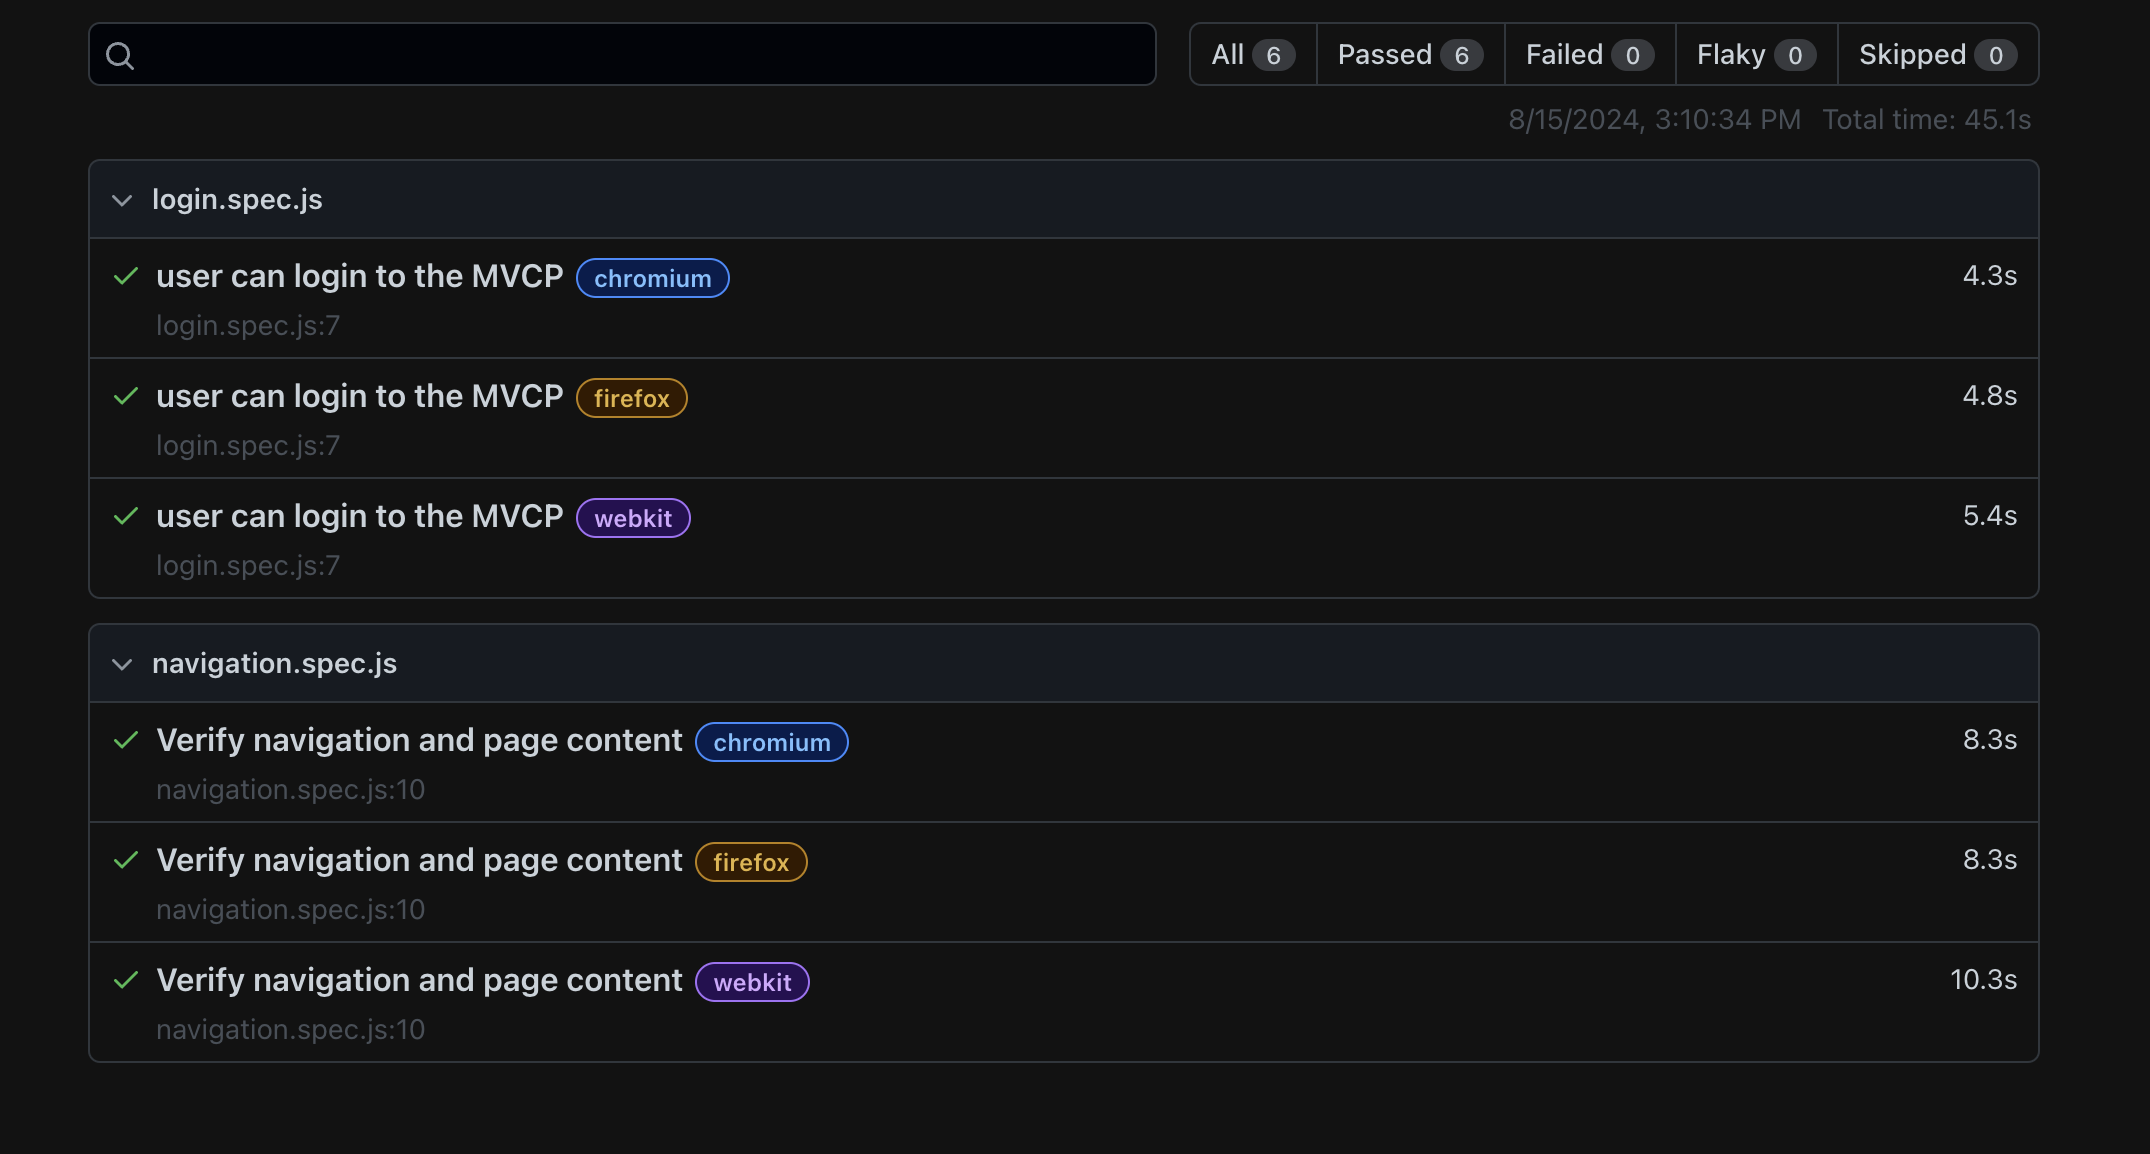 All 6 Passed 6 Failed 0 Flaky 0 Skipped 0
8/15/2024, 3:10:34 PM Total time: 45.1s
login.spec.js
user can login to the MVCP chromium 4.3s
login.spec.js:7
user can login to the MVCP firefox 4.8s
login.spec.js:7
user can login to the MVCP webkit 5.4s
login.spec.js:7
navigation.spec.js
Verify navigation and page content chromium 8.3s
navigation.spec.js:10
Verify navigation and page content firefox 8.3s
navigation.spec.js:10
Verify navigation and page content webkit 10.3s
navigation.spec.js:10